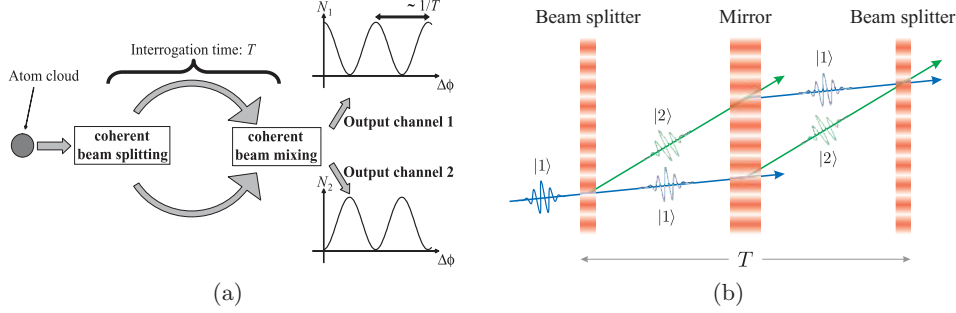 Atom cloud
Interrogation time: T
coherent
beam splitting
coherent
beam mixing
N₁
~ 1/T
Δϕ
Output channel 1
Output channel 2
N₂
Δϕ
(a)
Beam splitter
Mirror
Beam splitter
|1⟩
|2⟩
|1⟩
|1⟩
|2⟩
T
(b)